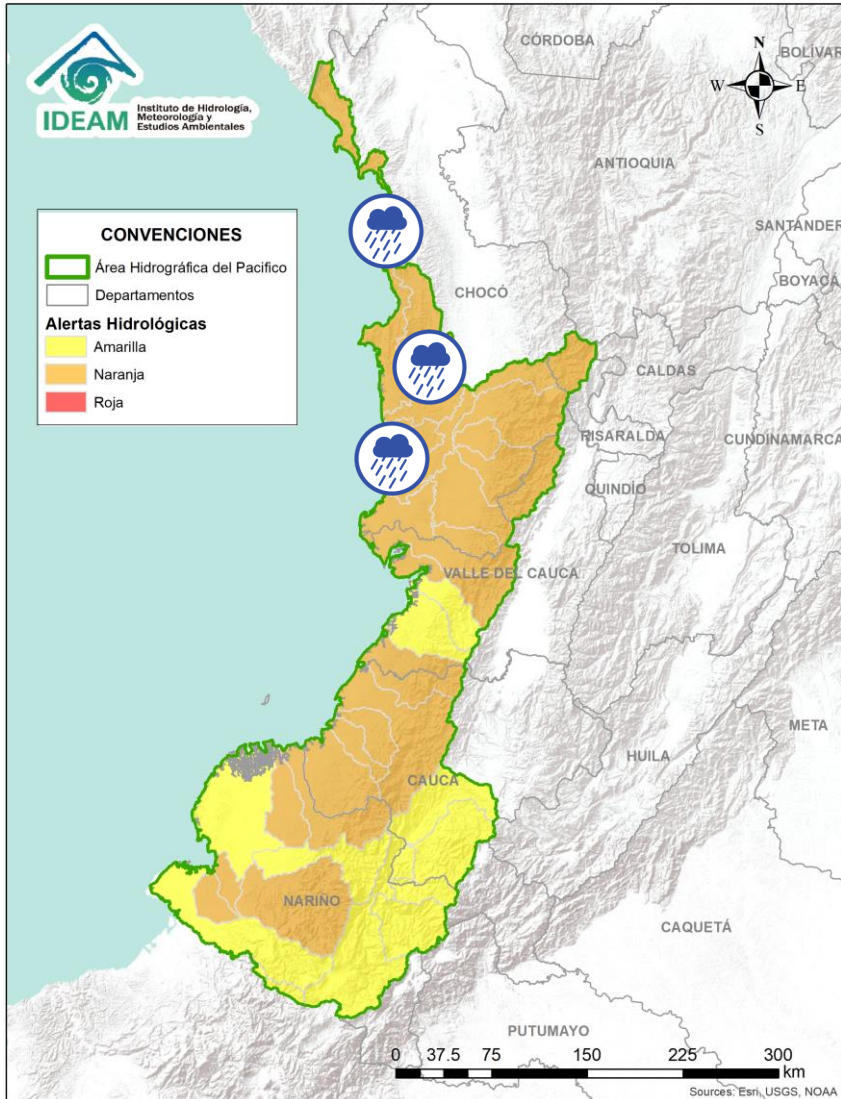 IDEAM
Instituto de Hidrología,
Meteorología y
Estudios Ambientales
CÓRDOBA
BOLÍVAR
N
W
E
S
ANTIOQUIA
SANTANDER
BOYACÁ
CONVENCIONES
Área Hidrográfica del Pacifico
Departamentos
Alertas Hidrológicas
Amarilla
Naranja
Roja
CHOCÓ
CALDAS
RISARALDA
CUNDINAMARCA
QUINDÍO
TOLIMA
VALLE DEL CAUCA
META
HUILA
CAUCA
NARIÑO
CAQUETÁ
PUTUMAYO
0 37.5 75 150 225 300
km
Sources: Esri, USGS, NOAA